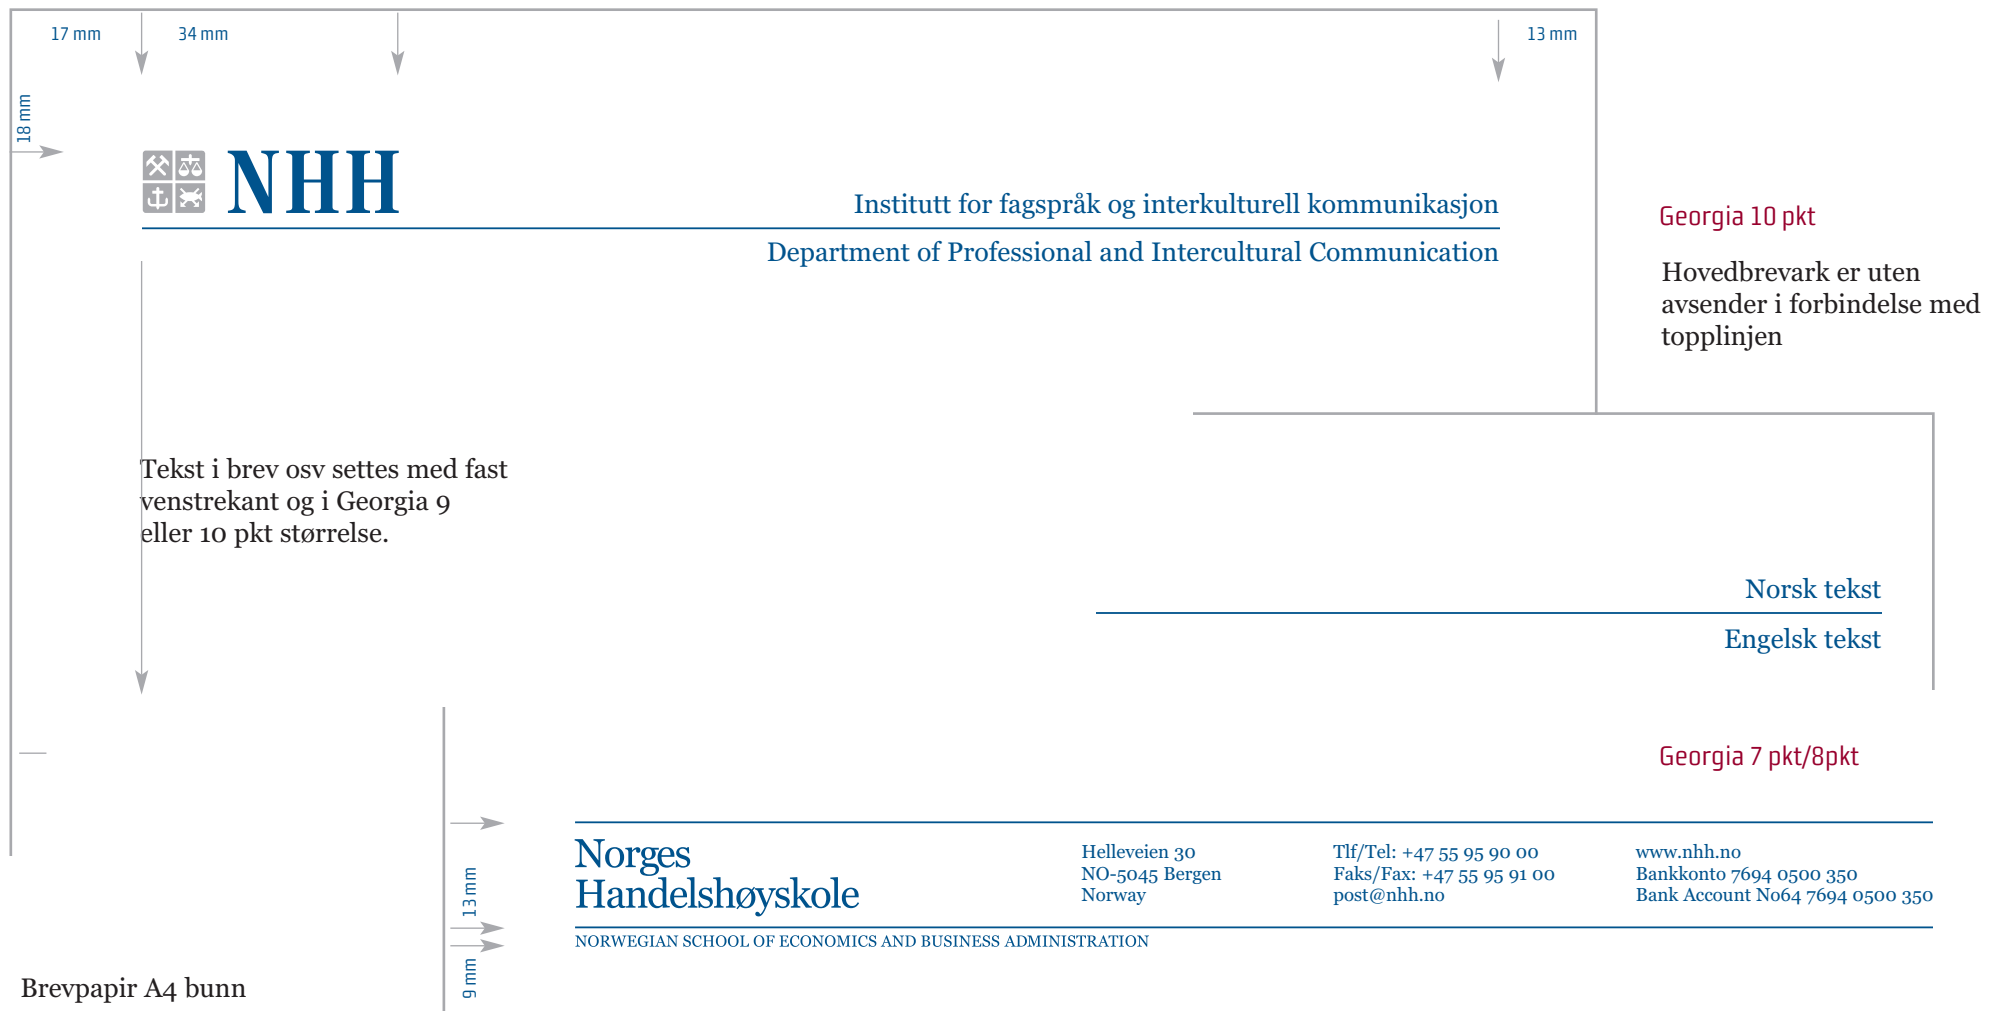 17 mm
34 mm
13 mm
18 mm
NHH
Institutt for fagspråk og interkulturell kommunikasjon
Department of Professional and Intercultural Communication
Georgia 10 pkt
Hovedbrevark er uten
avsender i forbindelse med
topplinjen
Tekst i brev osv settes med fast
venstrekant og i Georgia 9
eller 10 pkt størrelse.
Norsk tekst
Engelsk tekst
Georgia 7 pkt/8pkt
13 mm
9 mm
Norges
Handelshøyskole
Helleveien 30
NO-5045 Bergen
Norway
Tlf/Tel: +47 55 95 90 00
Faks/Fax: +47 55 95 91 00
post@nhh.no
www.nhh.no
Bankkonto 7694 0500 350
Bank Account No64 7694 0500 350
NORWEGIAN SCHOOL OF ECONOMICS AND BUSINESS ADMINISTRATION
Brevpapir A4 bunn